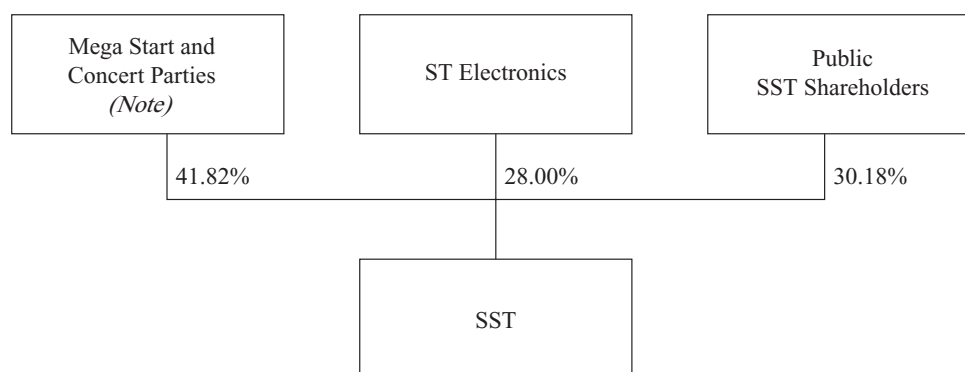 Mega Start and
Concert Parties
(Note)
ST Electronics
Public
SST Shareholders
41.82%
28.00%
30.18%
SST